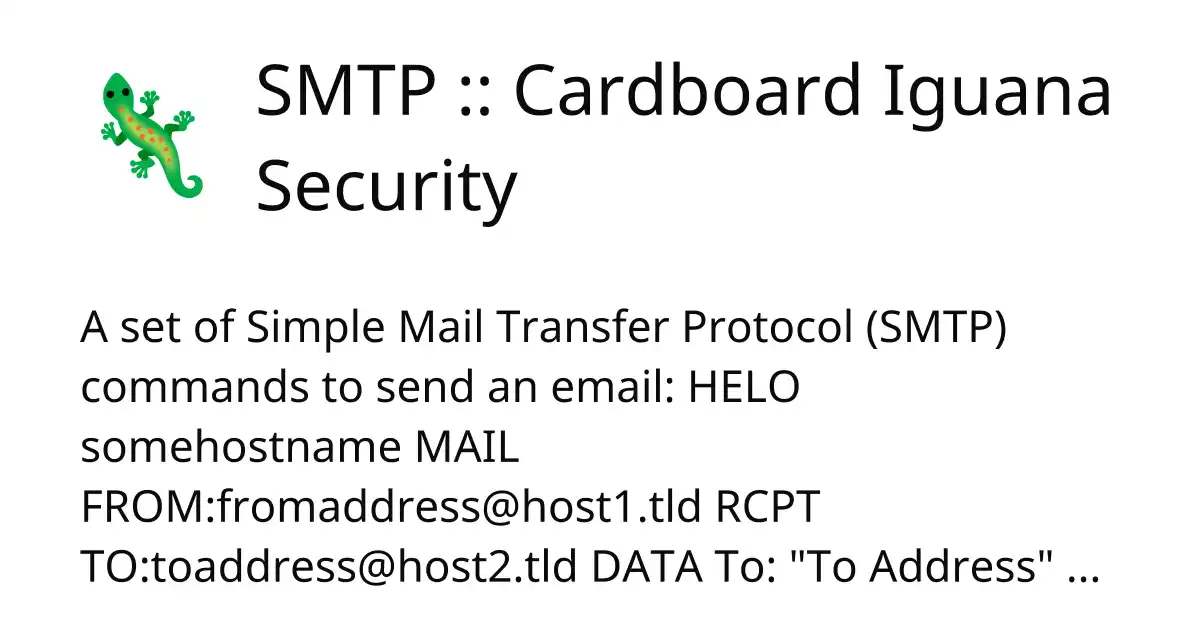 SMTP :: Cardboard Iguana
Security
A set of Simple Mail Transfer Protocol (SMTP)
commands to send an email: HELO
somehostname MAIL
FROM:fromaddress@host1.tld RCPT
TO:toaddress@host2.tld DATA To: "To Address" ...